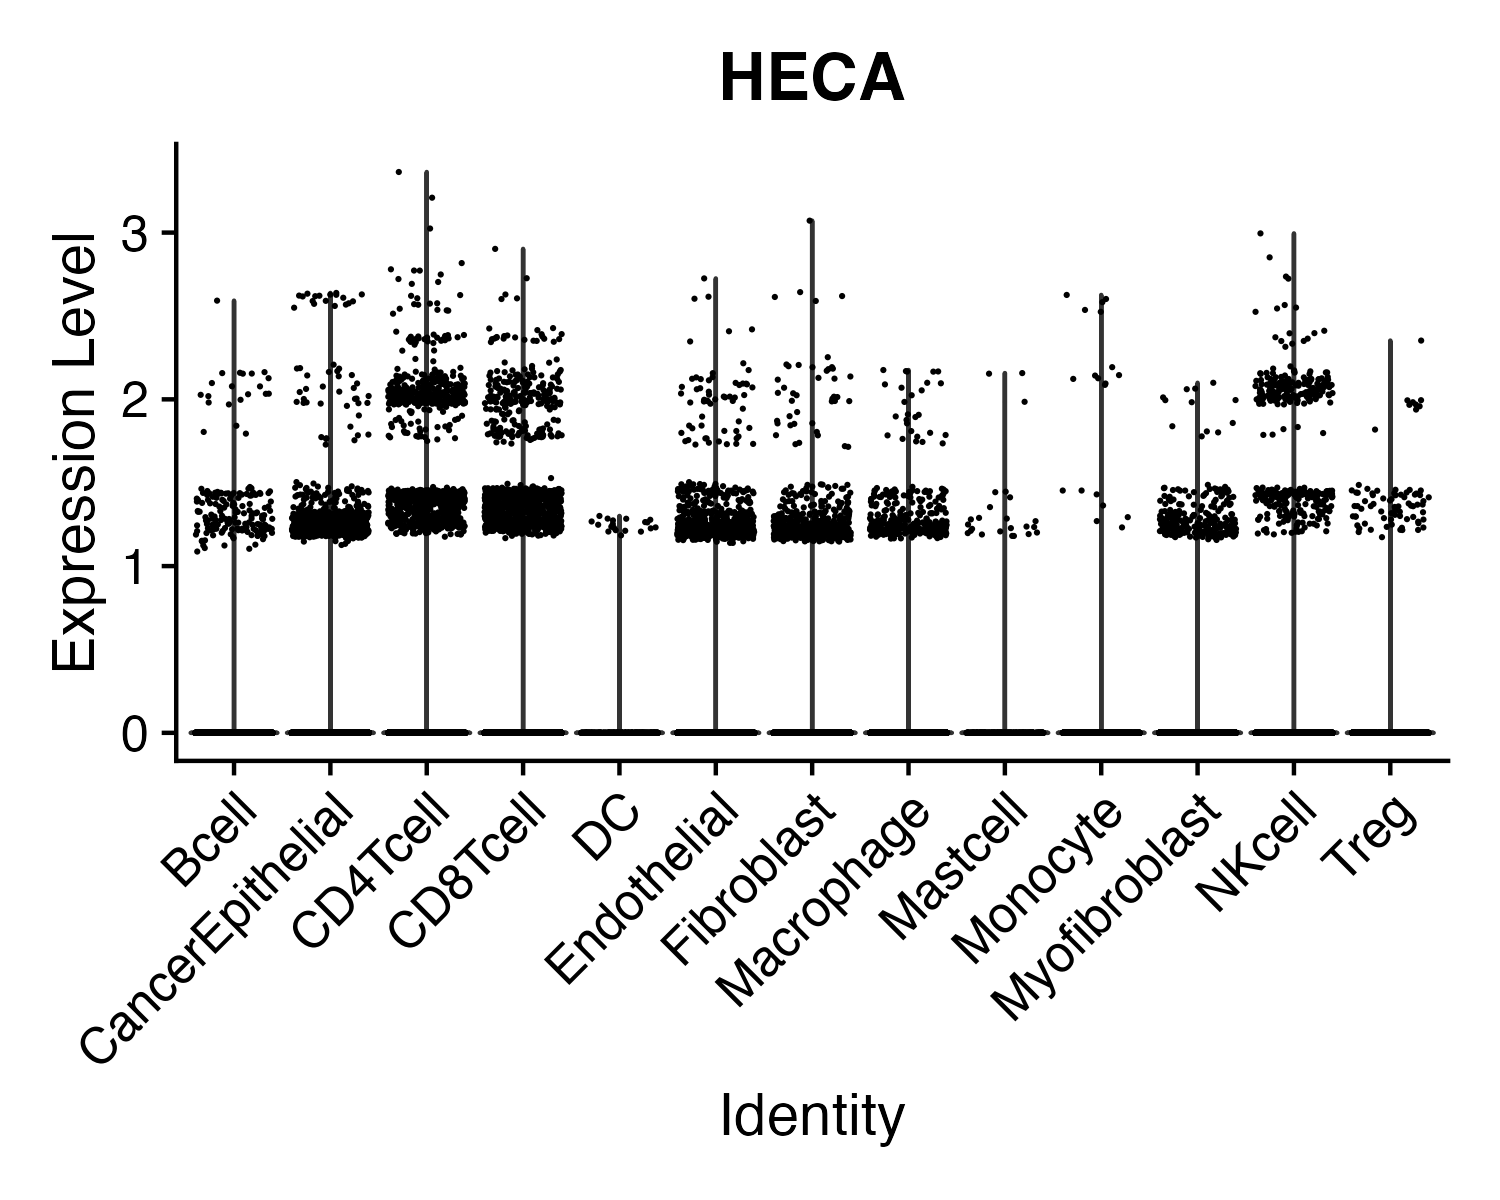 HECA
Expression Level
3
2
1
0
Bcell
CancerEpithelial
CD4Tcell
CD8Tcell
DC
Endothelial
Fibroblast
Macrophage
Mastcell
Monocyte
Myofibroblast
NKcell
Treg
Identity